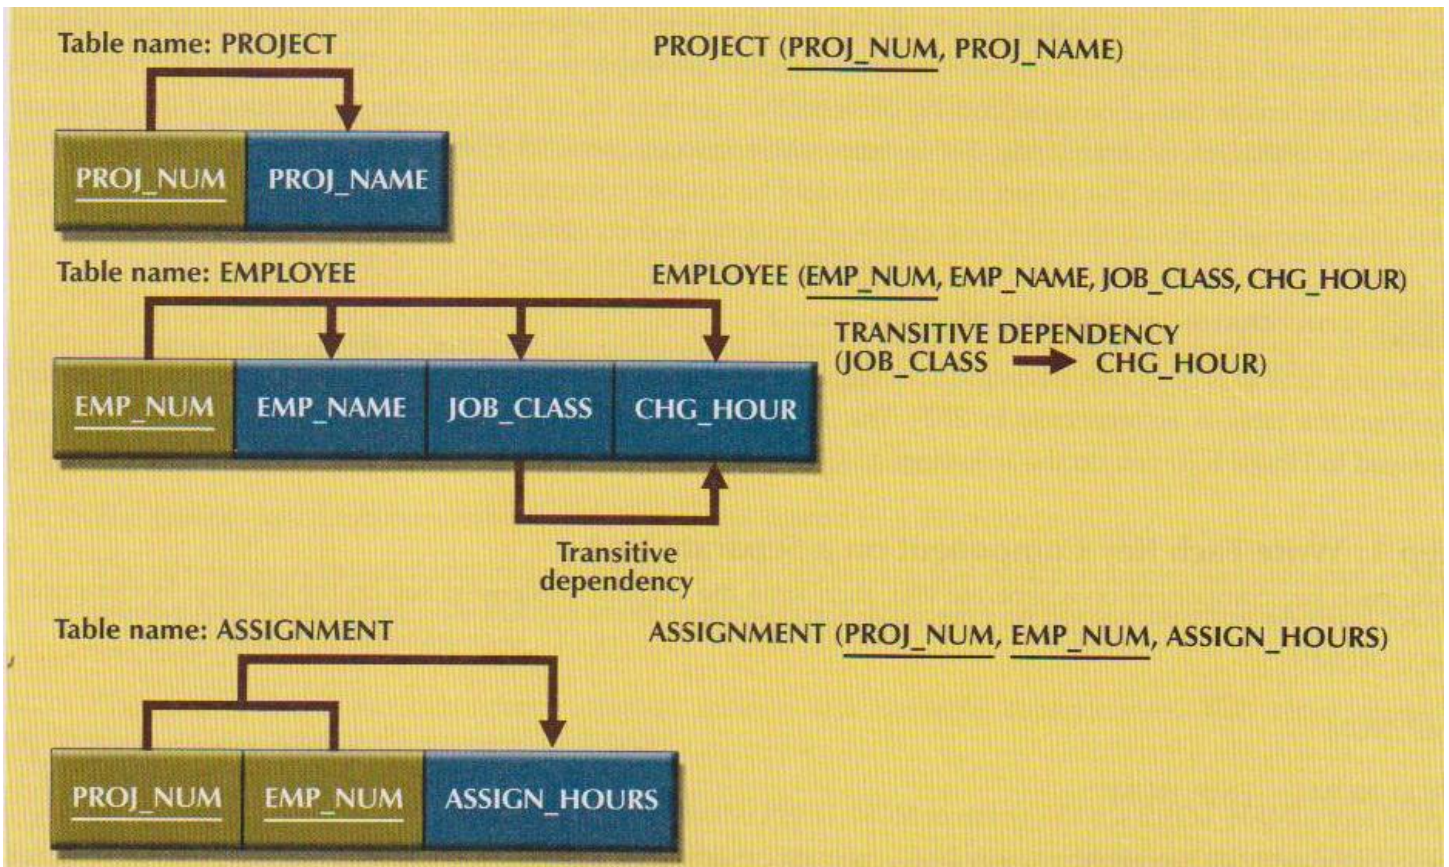 Table name: PROJECT
PROJECT (PROJ_NUM, PROJ_NAME)
PROJ_NUM
PROJ_NAME
Table name: EMPLOYEE
EMPLOYEE (EMP_NUM, EMP_NAME, JOB_CLASS, CHG_HOUR)
TRANSITIVE DEPENDENCY
(JOB_CLASS CHG_HOUR)
EMP_NUM
EMP_NAME
JOB_CLASS
CHG_HOUR
Transitive
dependency
Table name: ASSIGNMENT
ASSIGNMENT (PROJ_NUM, EMP_NUM, ASSIGN_HOURS)
PROJ_NUM
EMP_NUM
ASSIGN_HOURS